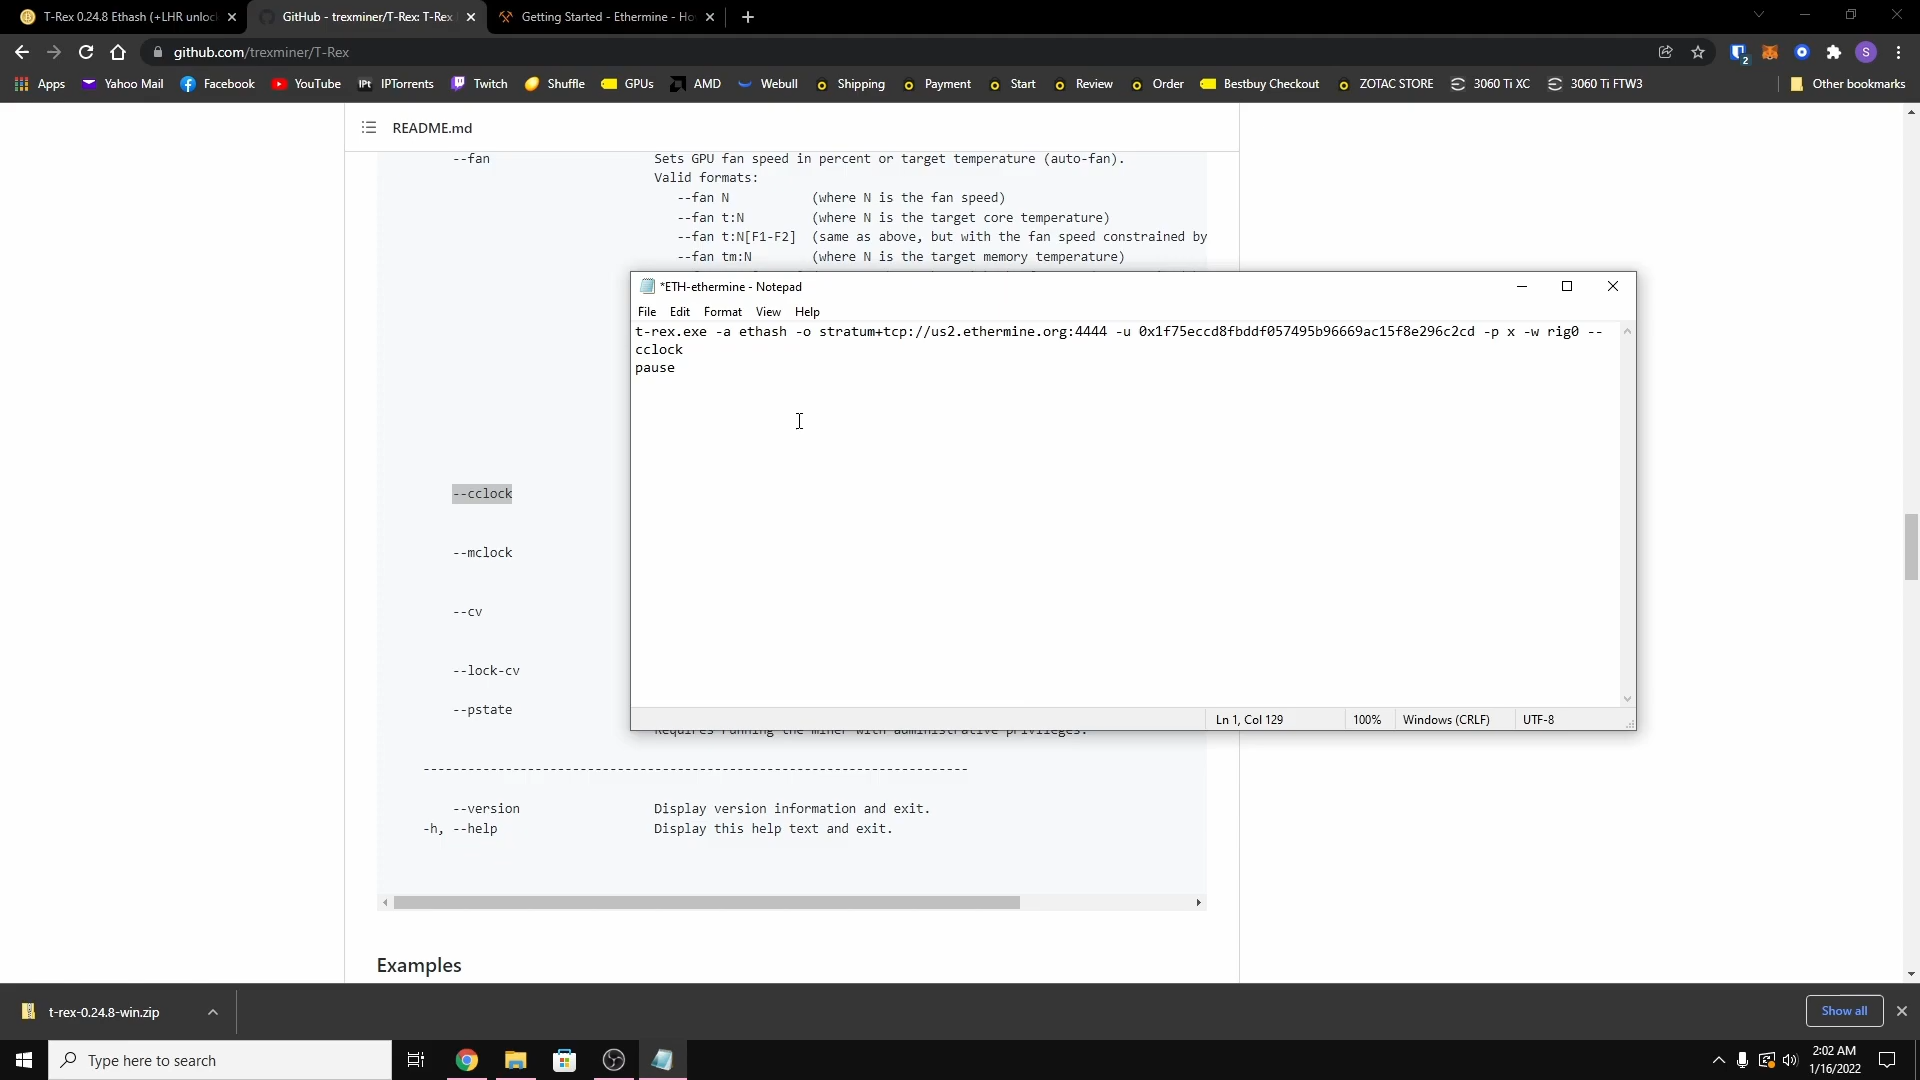 T-Rex 0.24.8 Ethash (+LHR unloc
GitHub - trexminer/T-Rex: T-Rex
Getting Started - Ethermine - Ho
github.com/trexminer/T-Rex
Apps Yahoo Mail Facebook YouTube IPTorrents Twitch Shuffle GPUs AMD Webull Shipping Payment Start Review Order Bestbuy Checkout ZOTAC STORE 3060 Ti XC 3060 Ti FTW3 Other bookmarks
README.md
--fan Sets GPU fan speed in percent or target temperature (auto-fan).
Valid formats:
--fan N (where N is the fan speed)
--fan t:N (where N is the target core temperature)
--fan t:N[F1-F2] (same as above, but with the fan speed constrained by
--fan tm:N (where N is the target memory temperature)
*ETH-ethermine - Notepad
File Edit Format View Help
t-rex.exe -a ethash -o stratum+tcp://us2.ethermine.org:4444 -u 0x1f75eccd8fbddf057495b96669ac15f8e296c2cd -p x -w rig0 --
cclock
pause
--cclock
--mclock
--cv
--lock-cv
--pstate
Ln 1, Col 129 100% Windows (CRLF) UTF-8
Requires running the miner with administrative privileges.
------------------------------------------------------------------------
--version Display version information and exit.
-h, --help Display this help text and exit.
Examples
t-rex-0.24.8-win.zip
Show all
Type here to search
2:02 AM
1/16/2022